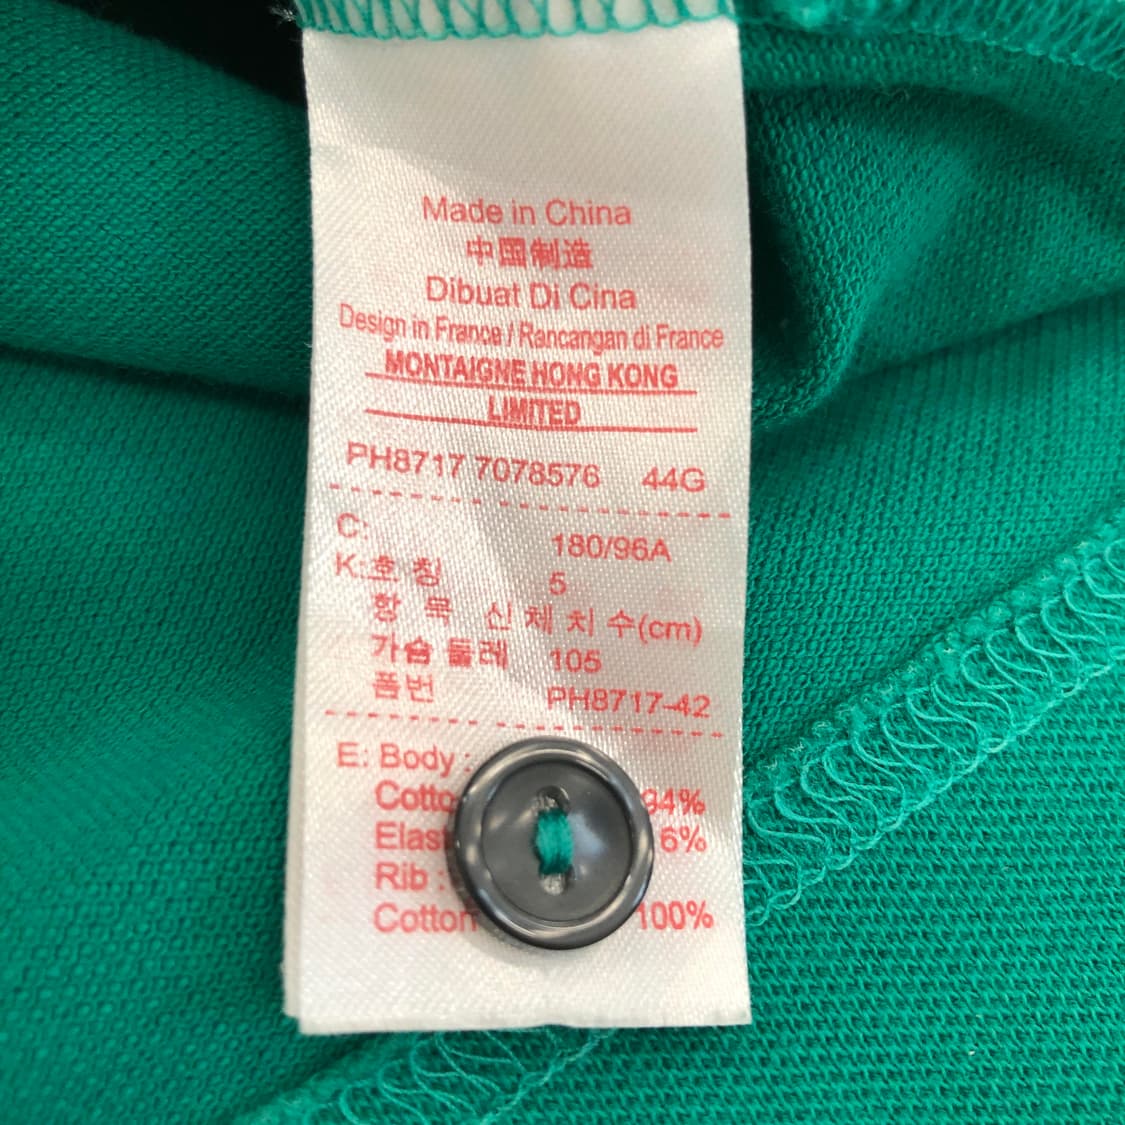 Made in China
中国制造
Dibuat Di Cina
Design in France / Rancangan di France
MONTAIGNE HONG KONG
LIMITED
PH8717 7078576 44G
C: 180/96A
K:호 칭 5
항 목 신 체 치 수(cm)
가슴 둘레 105
품번 PH8717-42
E: Body :
Cotto 94%
Elas 6%
Rib :
Cotton 100%